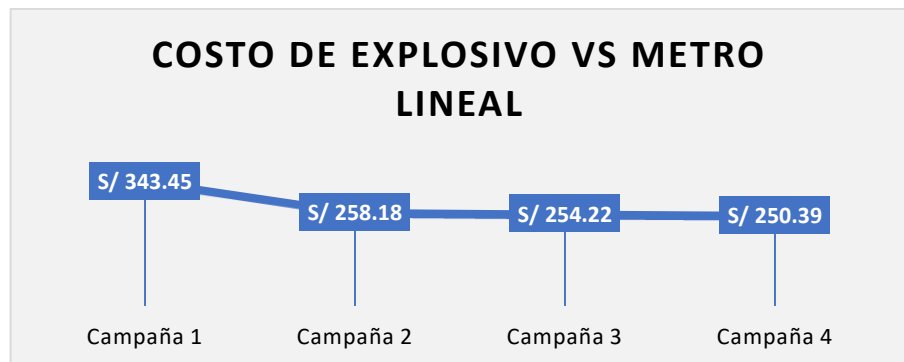 COSTO DE EXPLOSIVO VS METRO
LINEAL
S/ 343.45
S/ 258.18
S/ 254.22
S/ 250.39
Campaña 1
Campaña 2
Campaña 3
Campaña 4